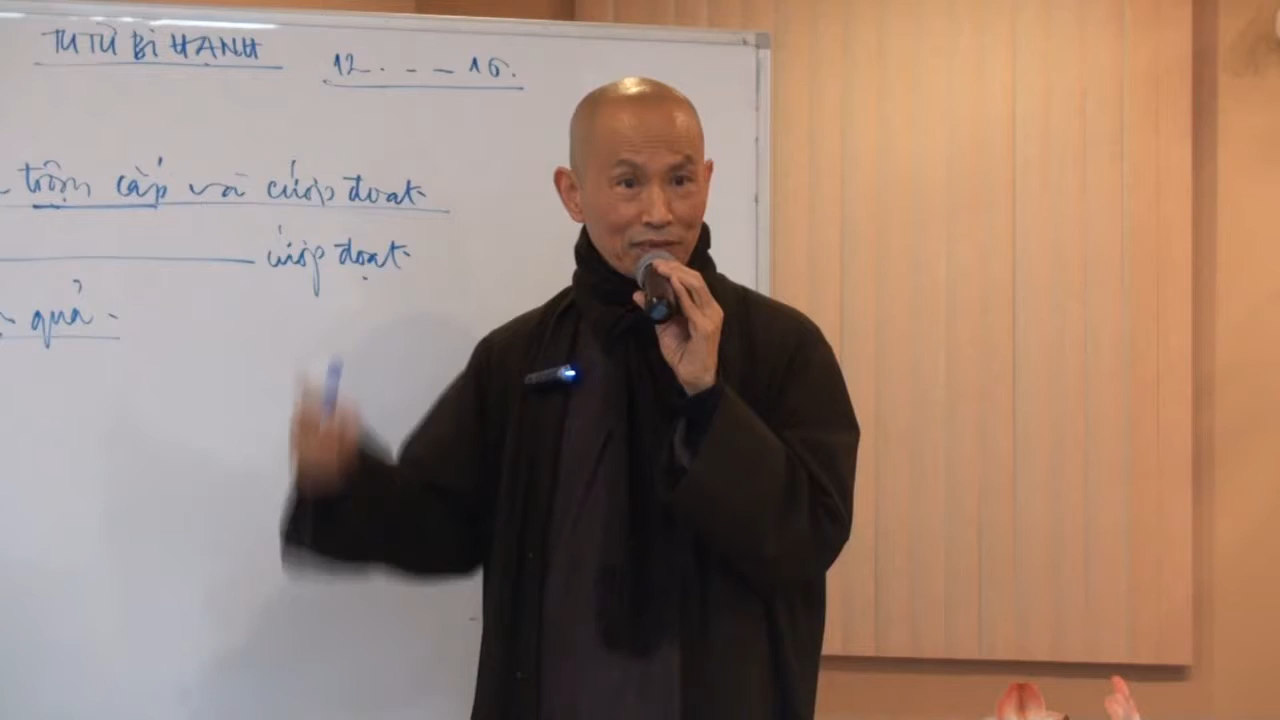 TU TỪ BI HẠNH
12. - - 16.
trộm cắp và cướp đoạt
cướp đoạt
quả.